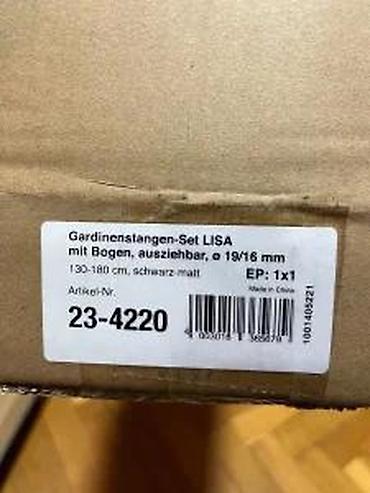 Gardinenstangen-Set LISA
mit Bogen, ausziehbar, ø 19/16 mm
130-180 cm, schwarz-matt
EP: 1x1
Artikel-Nr.
Made in China
23-4220
1001405221